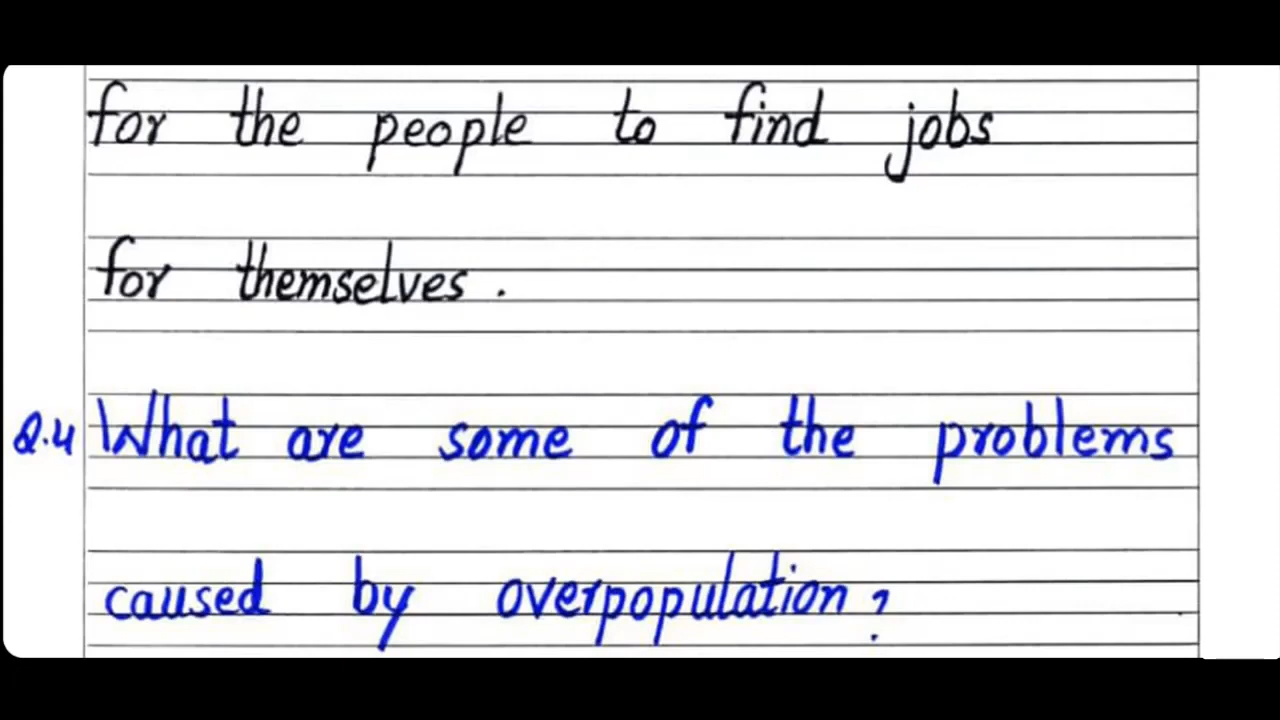 for the people to find jobs
for themselves.
Q.4 What are some of the problems
caused by overpopulation?